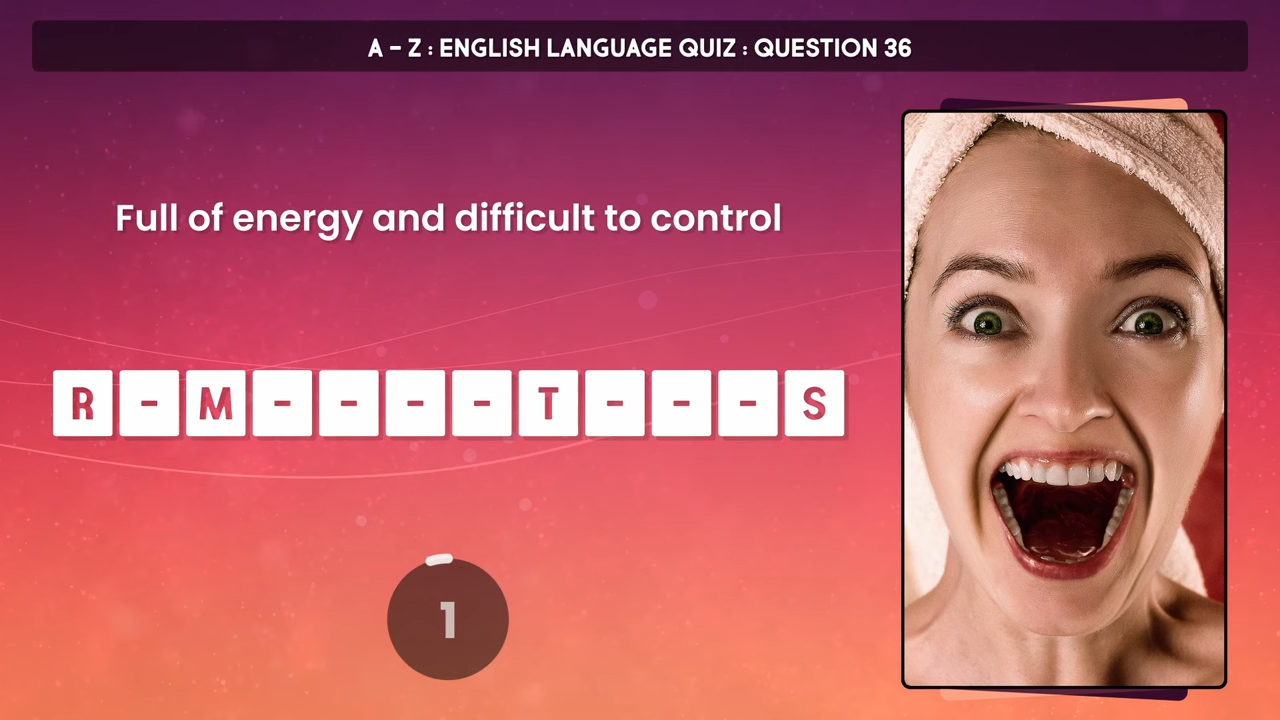 A - Z : ENGLISH LANGUAGE QUIZ : QUESTION 36
Full of energy and difficult to control
R - M - - - - T - - - S
1